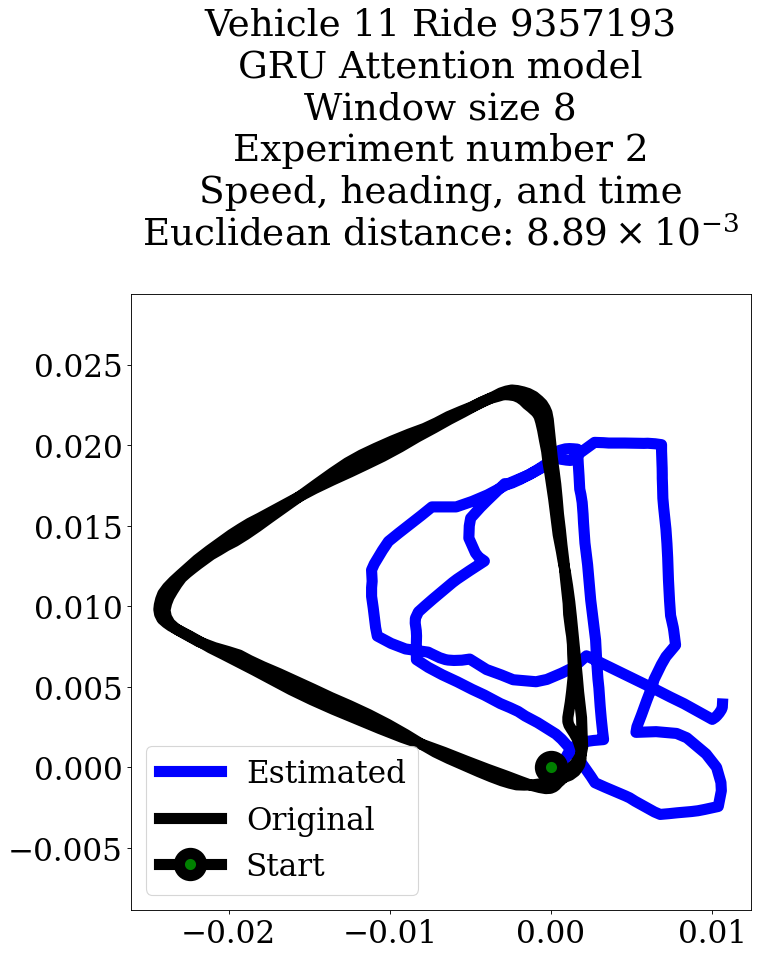 Vehicle 11 Ride 9357193
GRU Attention model
Window size 8
Experiment number 2
Speed, heading, and time
Euclidean distance: 8.89 × 10⁻³
0.025
0.020
0.015
0.010
0.005
0.000
−0.005
Estimated
Original
Start
−0.02 −0.01 0.00 0.01